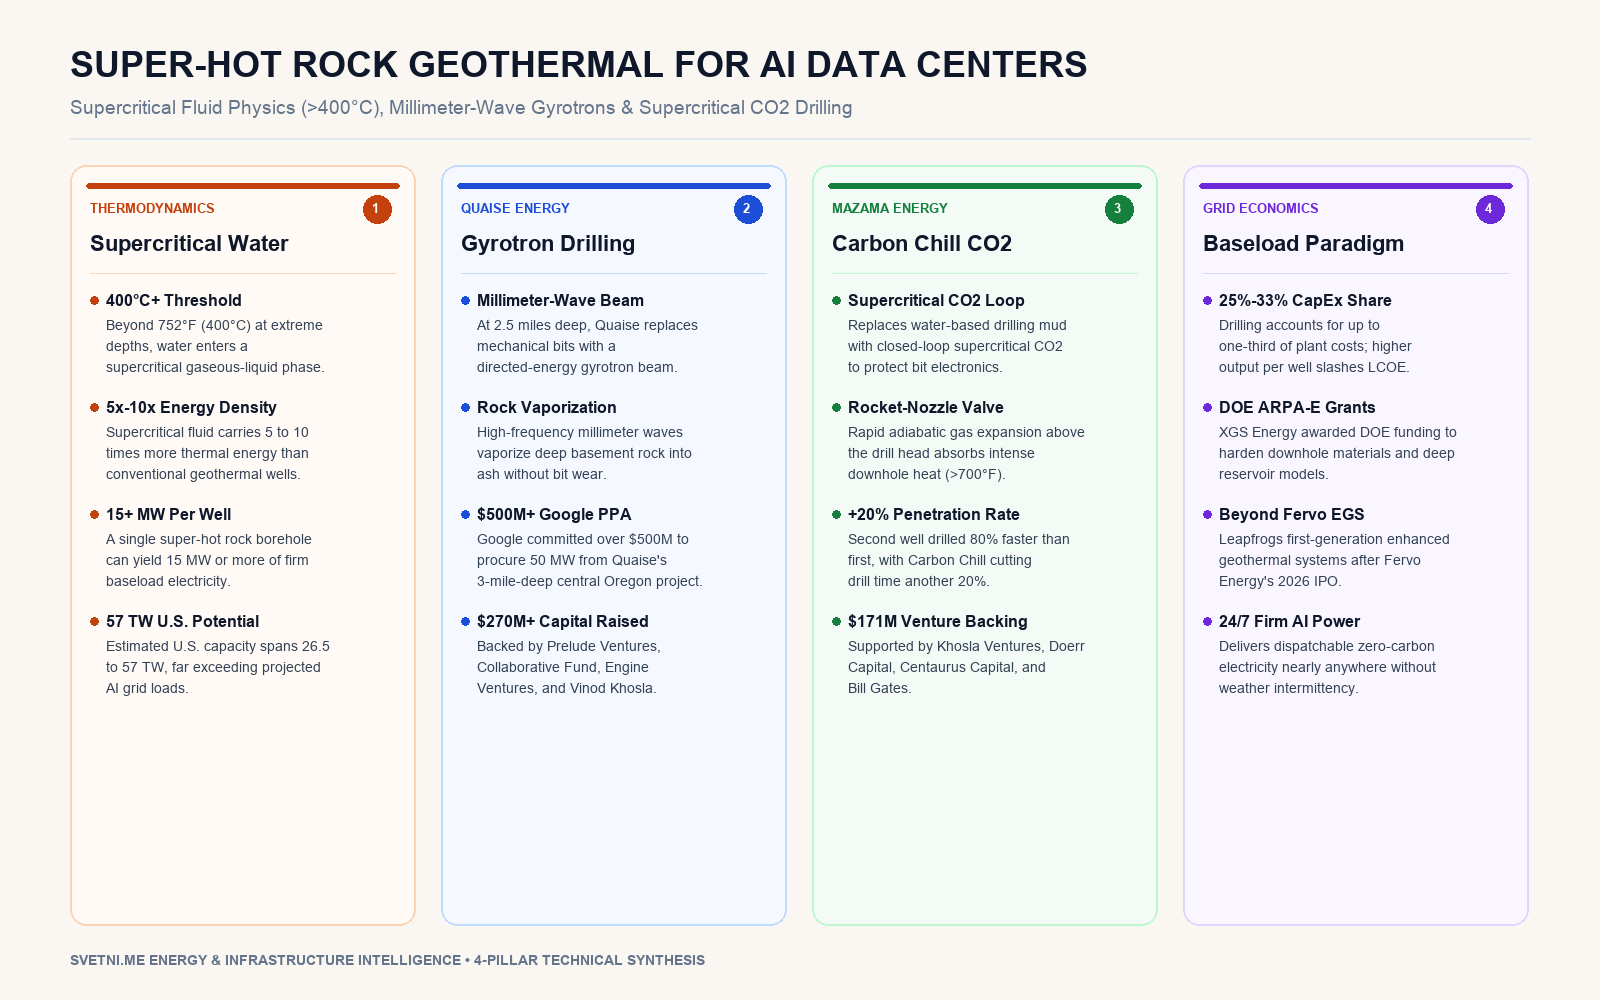 SUPER-HOT ROCK GEOTHERMAL FOR AI DATA CENTERS
Supercritical Fluid Physics (>400°C), Millimeter-Wave Gyrotrons & Supercritical CO2 Drilling
THERMODYNAMICS
1
Supercritical Water
400°C+ Threshold
Beyond 752°F (400°C) at extreme
depths, water enters a
supercritical gaseous-liquid phase.
5x-10x Energy Density
Supercritical fluid carries 5 to 10
times more thermal energy than
conventional geothermal wells.
15+ MW Per Well
A single super-hot rock borehole
can yield 15 MW or more of firm
baseload electricity.
57 TW U.S. Potential
Estimated U.S. capacity spans 26.5
to 57 TW, far exceeding projected
AI grid loads.
QUAISE ENERGY
2
Gyrotron Drilling
Millimeter-Wave Beam
At 2.5 miles deep, Quaise replaces
mechanical bits with a
directed-energy gyrotron beam.
Rock Vaporization
High-frequency millimeter waves
vaporize deep basement rock into
ash without bit wear.
$500M+ Google PPA
Google committed over $500M to
procure 50 MW from Quaise's
3-mile-deep central Oregon project.
$270M+ Capital Raised
Backed by Prelude Ventures,
Collaborative Fund, Engine
Ventures, and Vinod Khosla.
MAZAMA ENERGY
3
Carbon Chill CO2
Supercritical CO2 Loop
Replaces water-based drilling mud
with closed-loop supercritical CO2
to protect bit electronics.
Rocket-Nozzle Valve
Rapid adiabatic gas expansion above
the drill head absorbs intense
downhole heat (>700°F).
+20% Penetration Rate
Second well drilled 80% faster than
first, with Carbon Chill cutting
drill time another 20%.
$171M Venture Backing
Supported by Khosla Ventures, Doerr
Capital, Centaurus Capital, and
Bill Gates.
GRID ECONOMICS
4
Baseload Paradigm
25%-33% CapEx Share
Drilling accounts for up to
one-third of plant costs; higher
output per well slashes LCOE.
DOE ARPA-E Grants
XGS Energy awarded DOE funding to
harden downhole materials and deep
reservoir models.
Beyond Fervo EGS
Leapfrogs first-generation enhanced
geothermal systems after Fervo
Energy's 2026 IPO.
24/7 Firm AI Power
Delivers dispatchable zero-carbon
electricity nearly anywhere without
weather intermittency.
SVETNI.ME ENERGY & INFRASTRUCTURE INTELLIGENCE • 4-PILLAR TECHNICAL SYNTHESIS